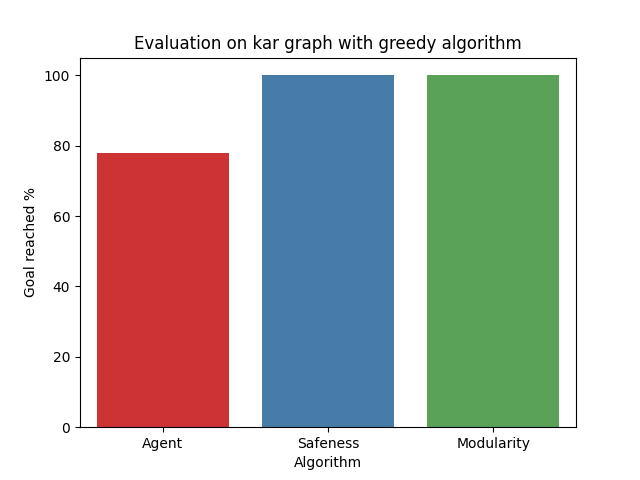 Evaluation on kar graph with greedy algorithm
Goal reached %
100
80
60
40
20
0
Agent Safeness Modularity
Algorithm